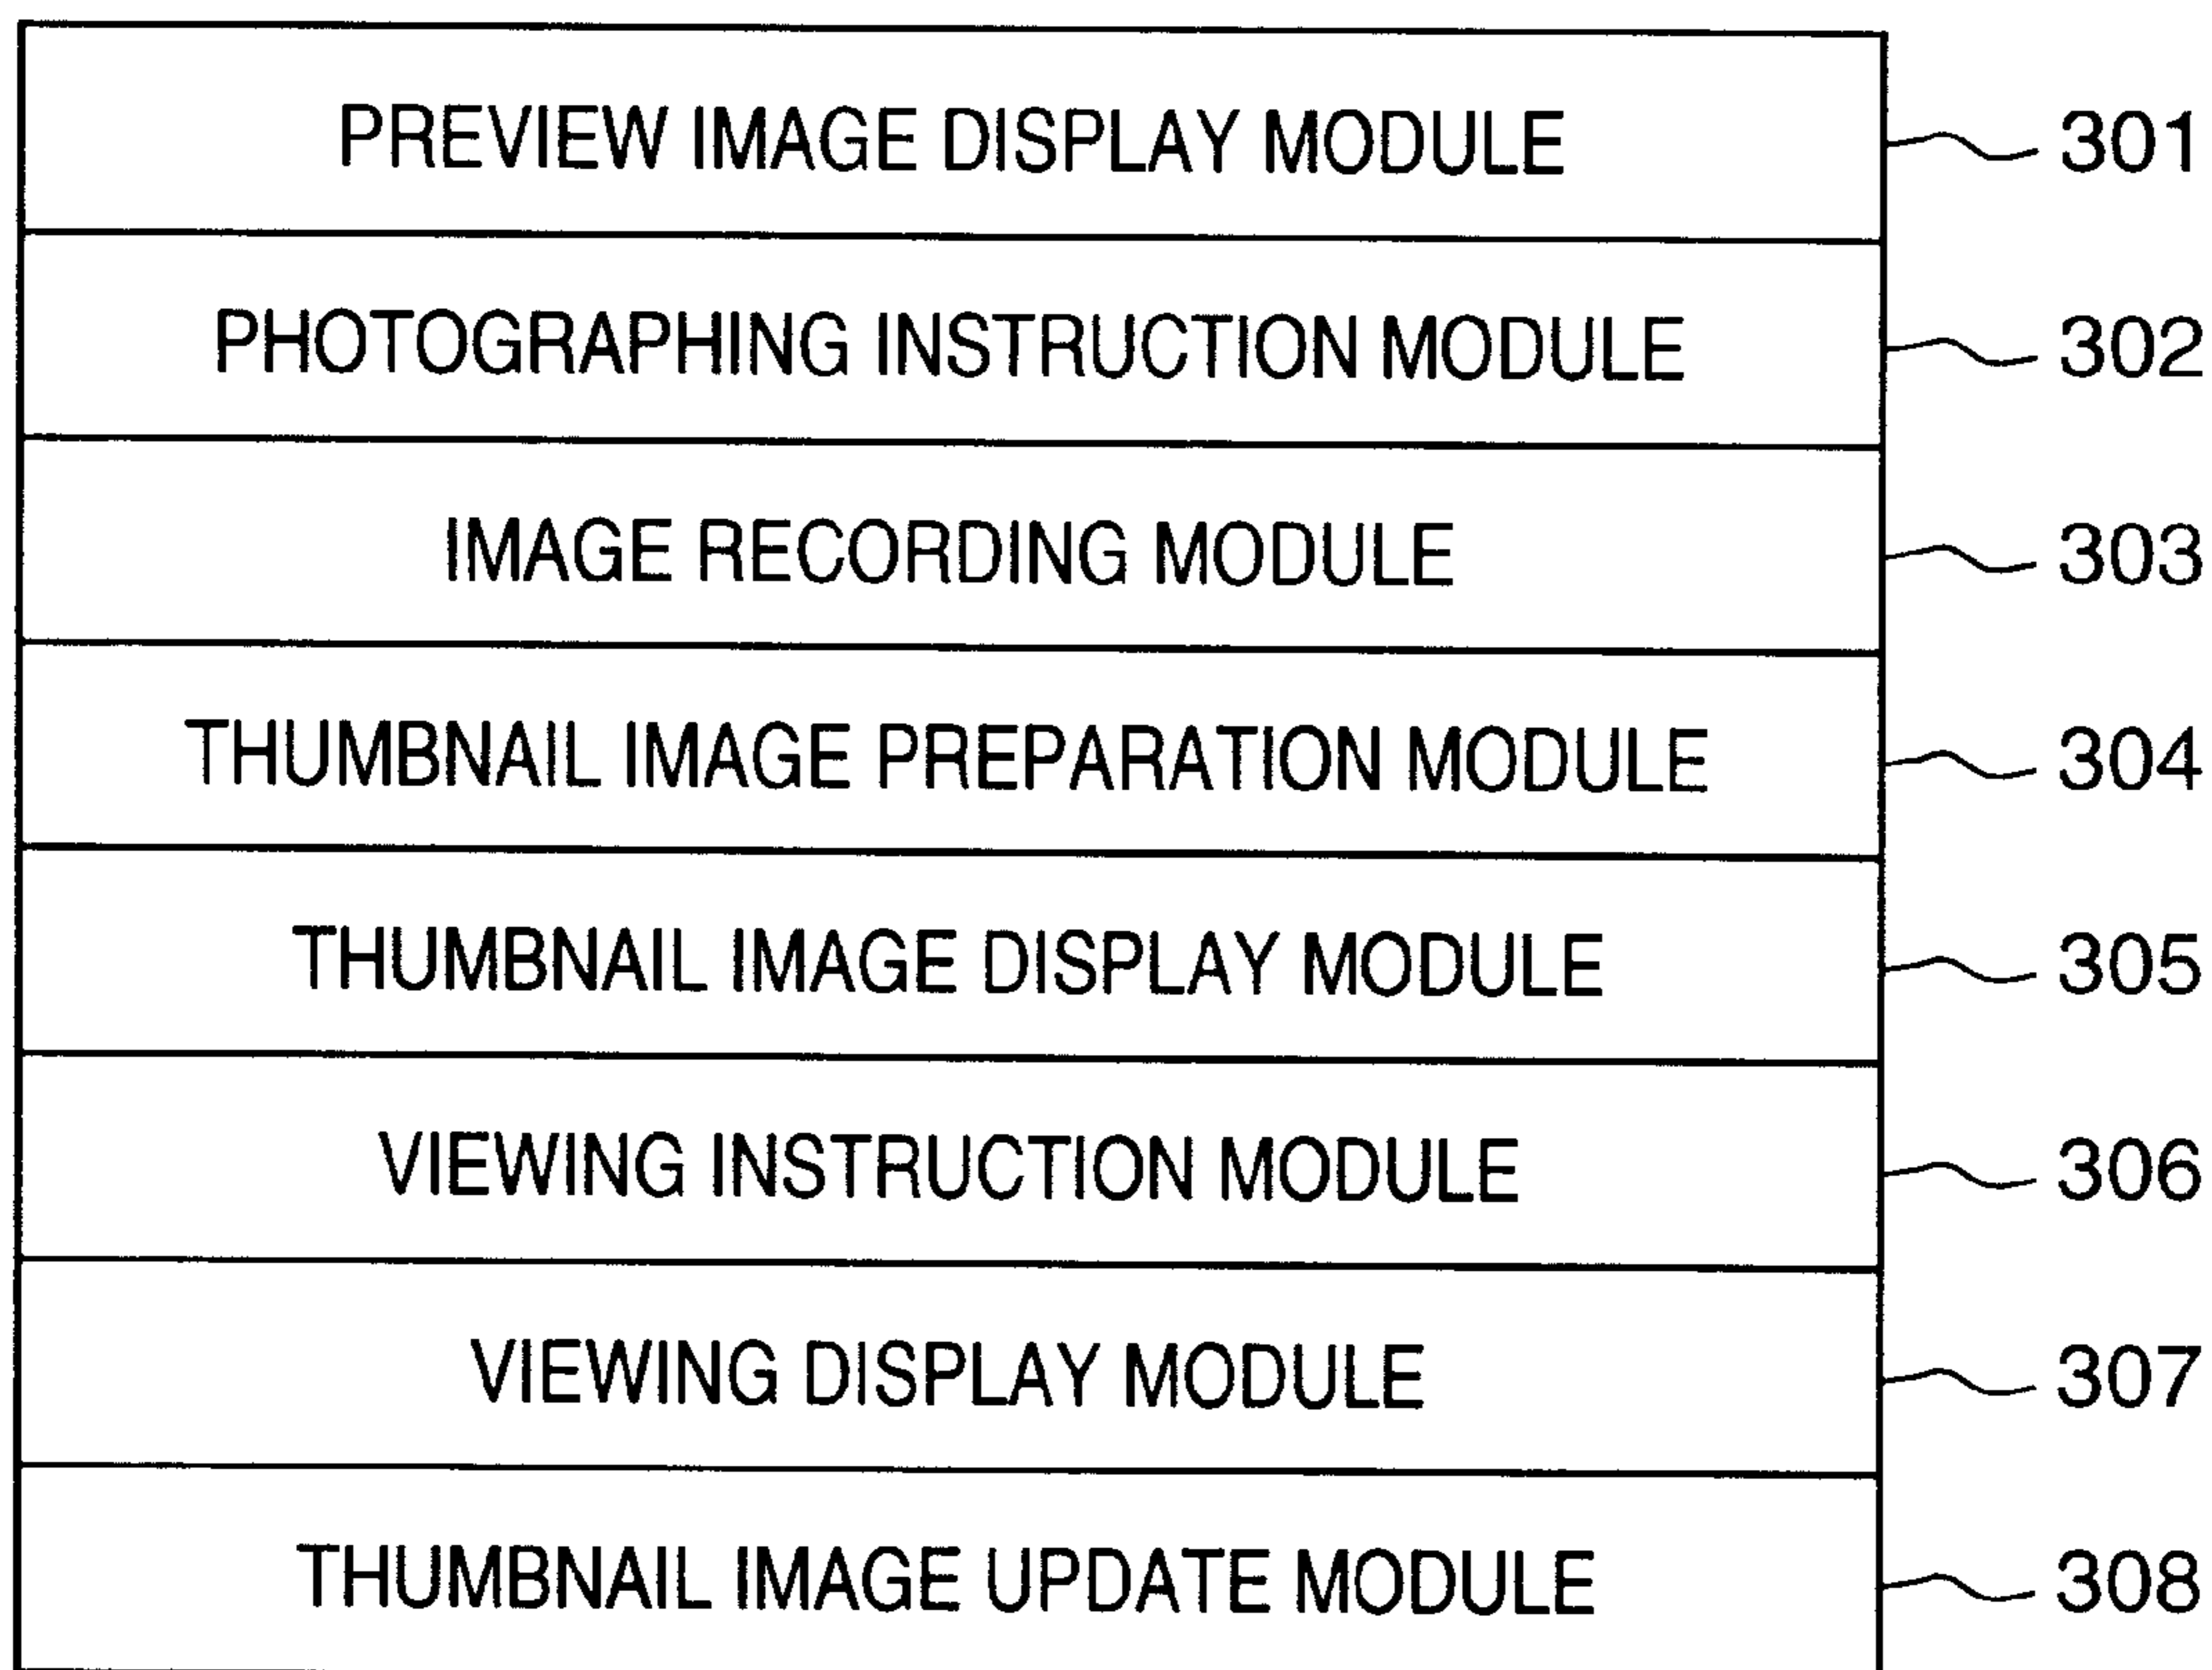 PREVIEW IMAGE DISPLAY MODULE 301
PHOTOGRAPHING INSTRUCTION MODULE 302
IMAGE RECORDING MODULE 303
THUMBNAIL IMAGE PREPARATION MODULE 304
THUMBNAIL IMAGE DISPLAY MODULE 305
VIEWING INSTRUCTION MODULE 306
VIEWING DISPLAY MODULE 307
THUMBNAIL IMAGE UPDATE MODULE 308